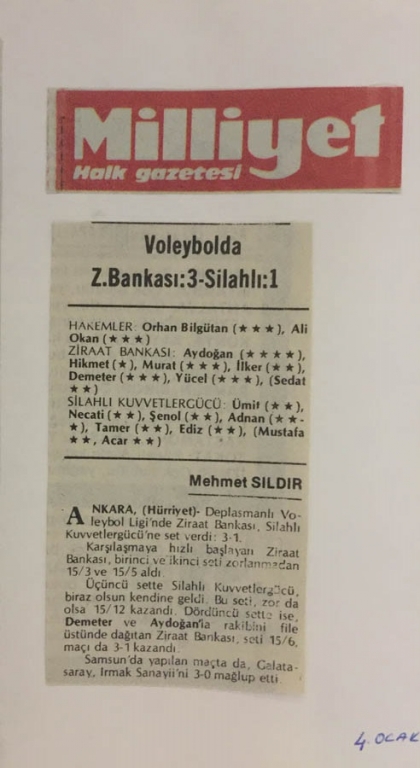 Milliyet
Halk gazetesi
Voleybolda
Z.Bankası:3-Silahlı:1
HAKEMLER: Orhan Bilgütan (★ ★ ★), Ali
Okan (★ ★ ★)
ZİRAAT BANKASI: Aydoğan (★ ★ ★ ★),
Hikmet (★), Murat (★ ★ ★), İlker (★ ★),
Demeter (★ ★ ★), Yücel (★ ★ ★), (Sedat
★ ★)
SİLAHLI KUVVETLERGÜCÜ: Ümit (★ ★),
Necati (★ ★), Şenol (★ ★), Adnan (★ ★-
★), Tamer (★ ★), Ediz (★ ★), (Mustafa
★ ★, Acar ★ ★)
Mehmet SILDIR
ANKARA, (Hürriyet)- Deplasmanlı Vo-
leybol Ligi'nde Ziraat Bankası, Silahlı
Kuvvetlergücü'ne set verdi: 3-1.
Karşılaşmaya hızlı başlayan Ziraat
Bankası, birinci ve ikinci seti zorlanmadan
15/3 ve 15/5 aldı.
Üçüncü sette Silahlı Kuvvetlergücü,
biraz olsun kendine geldi. Bu seti, zor da
olsa 15/12 kazandı. Dördüncü sette ise,
Demeter ve Aydoğan'la rakibini file
üstünde dağıtan Ziraat Bankası, seti 15/6,
maçı da 3-1 kazandı.
Samsun'da yapılan maçta da, Galata-
saray, Irmak Sanayii'ni 3-0 mağlup etti.
4. OCAK